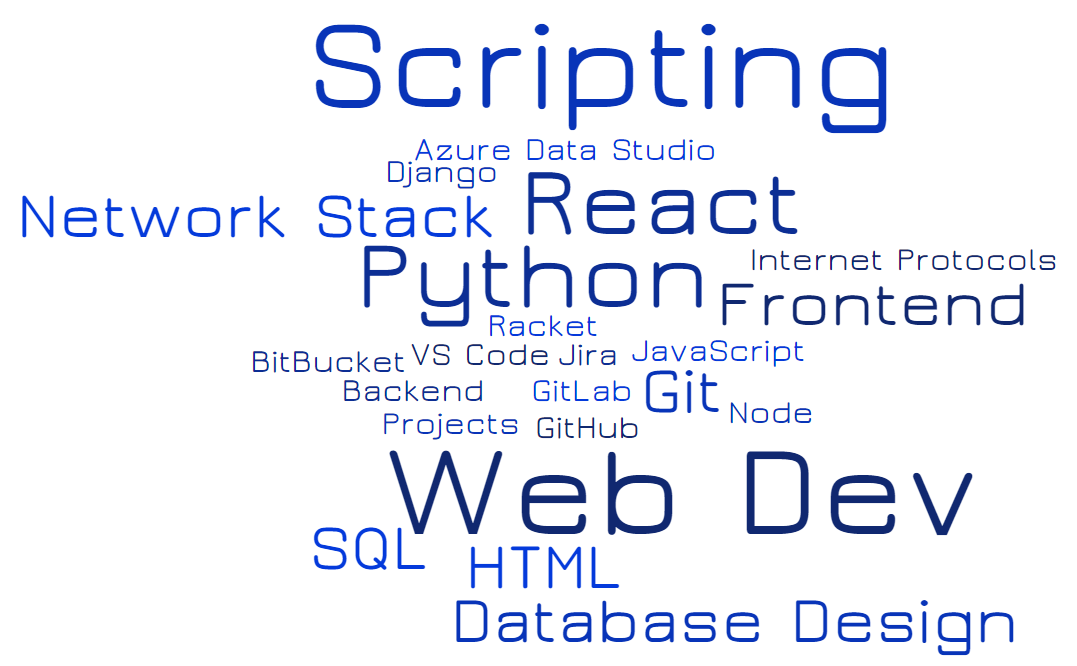 Scripting
Azure Data Studio
Django
React
Network Stack
Python
Internet Protocols
Frontend
Racket
JavaScript
VS Code
Jira
BitBucket
Backend
GitLab
Git
Node
Projects
GitHub
Web Dev
SQL
HTML
Database Design